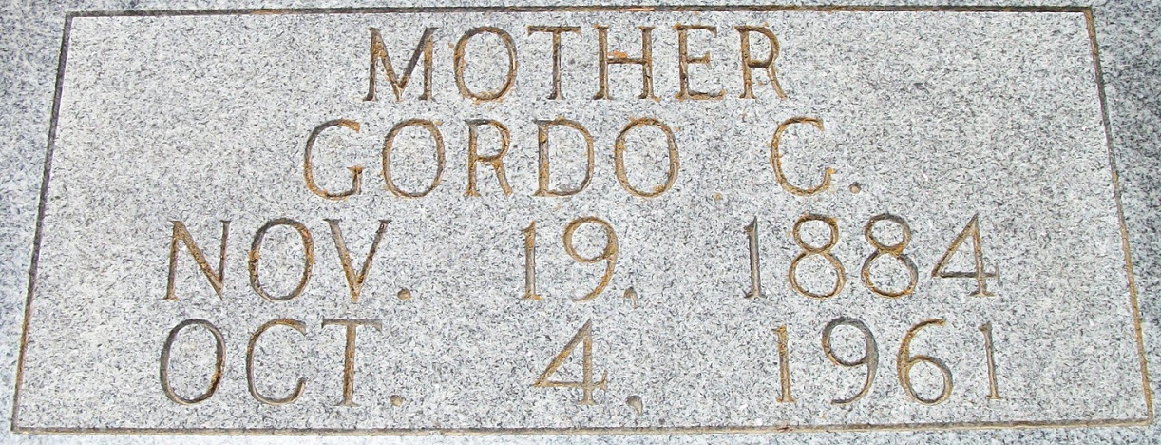 MOTHER
GORDO C.
NOV. 19, 1884
OCT. 4, 1961